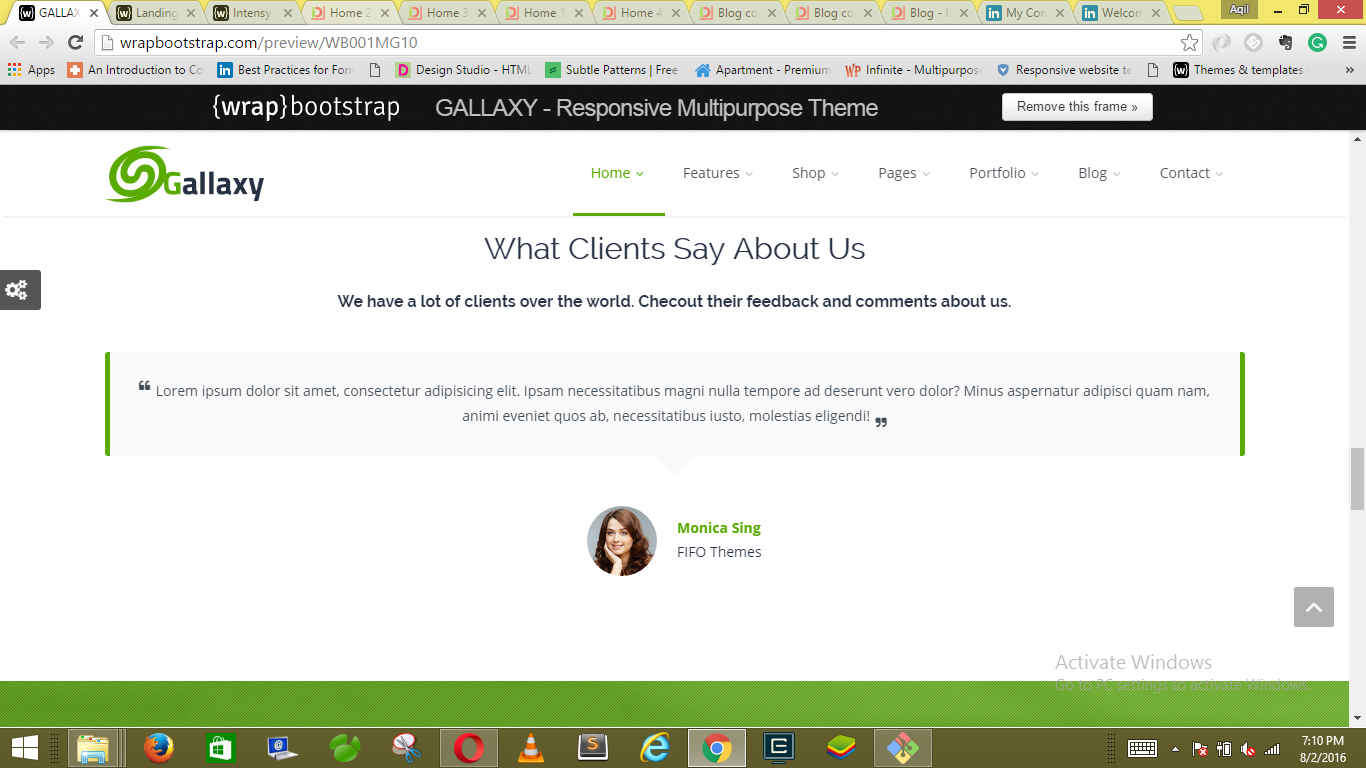 GALLAX
Landing
Intensy
Home 2
Home 3
Home 1
Home 4
Blog co
Blog co
Blog - I
My Con
Welcom
Aqil
wrapbootstrap.com/preview/WB001MG10
Apps
An Introduction to Co
Best Practices for For
Design Studio - HTML
Subtle Patterns | Free
Apartment - Premium
Infinite - Multipurpose
Responsive website te
Themes & templates
»
{wrap}bootstrap
GALLAXY - Responsive Multipurpose Theme
Remove this frame »
Gallaxy
Home
Features
Shop
Pages
Portfolio
Blog
Contact
What Clients Say About Us
We have a lot of clients over the world. Checout their feedback and comments about us.
❝ Lorem ipsum dolor sit amet, consectetur adipisicing elit. Ipsam necessitatibus magni nulla tempore ad deserunt vero dolor? Minus aspernatur adipisci quam nam,
animi eveniet quos ab, necessitatibus iusto, molestias eligendi! ❞
Monica Sing
FIFO Themes
Activate Windows
Go to PC settings to activate Windows.
7:10 PM
8/2/2016